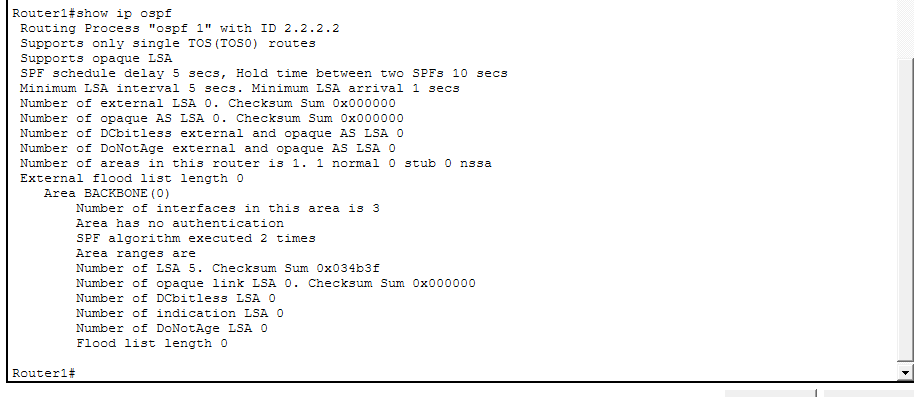 Router1#show ip ospf
Routing Process "ospf 1" with ID 2.2.2.2
Supports only single TOS(TOS0) routes
Supports opaque LSA
SPF schedule delay 5 secs, Hold time between two SPFs 10 secs
Minimum LSA interval 5 secs. Minimum LSA arrival 1 secs
Number of external LSA 0. Checksum Sum 0x000000
Number of opaque AS LSA 0. Checksum Sum 0x000000
Number of DCbitless external and opaque AS LSA 0
Number of DoNotAge external and opaque AS LSA 0
Number of areas in this router is 1. 1 normal 0 stub 0 nssa
External flood list length 0
Area BACKBONE(0)
Number of interfaces in this area is 3
Area has no authentication
SPF algorithm executed 2 times
Area ranges are
Number of LSA 5. Checksum Sum 0x034b3f
Number of opaque link LSA 0. Checksum Sum 0x000000
Number of DCbitless LSA 0
Number of indication LSA 0
Number of DoNotAge LSA 0
Flood list length 0
Router1#